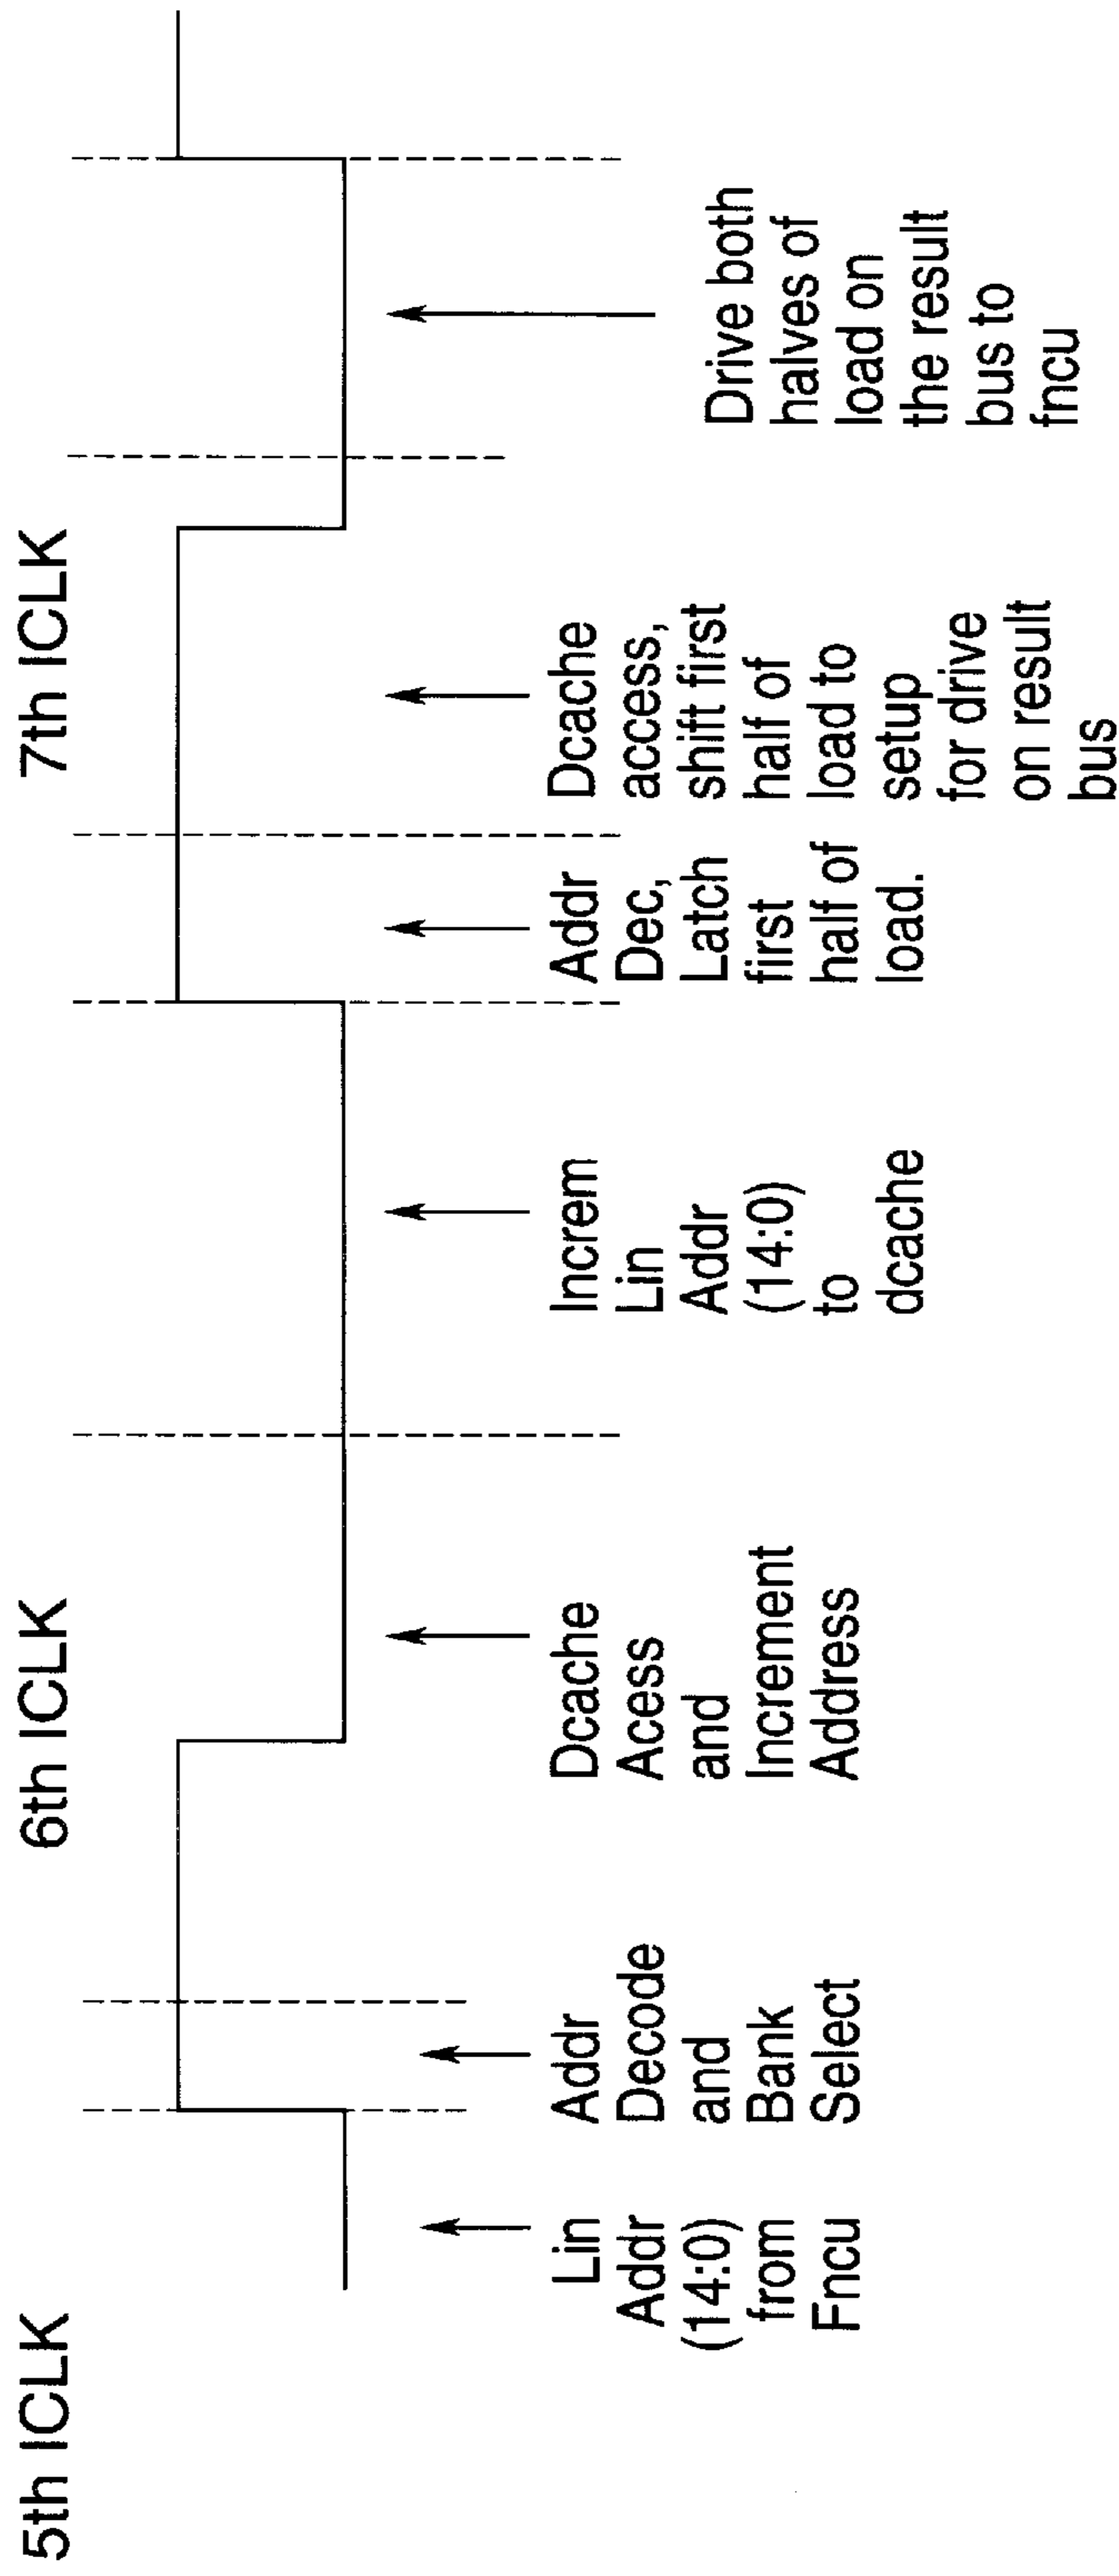 5th ICLK
6th ICLK
7th ICLK
Lin
Addr
(14:0)
from
Fncu
Addr
Decode
and
Bank
Select
Dcache
Acess
and
Increment
Address
Increm
Lin
Addr
(14:0)
to
dcache
Addr
Dec,
Latch
first
half of
load.
Dcache
access,
shift first
half of
load to
setup
for drive
on result
bus
Drive both
halves of
load on
the result
bus to
fncu